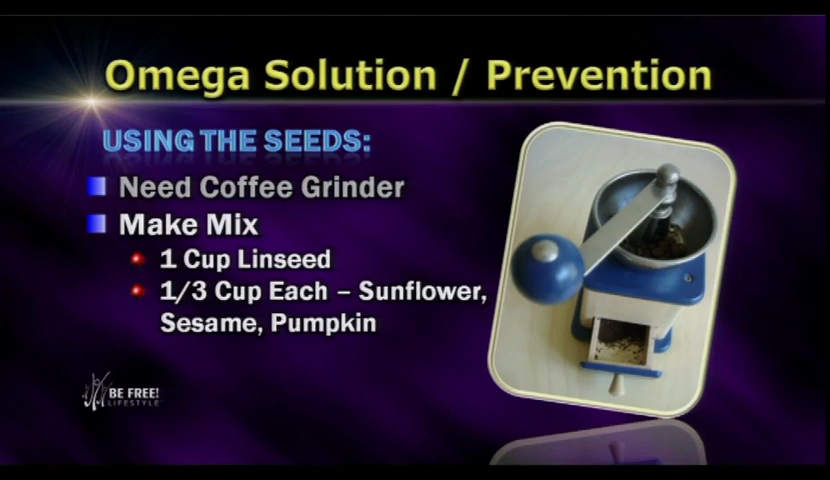 Omega Solution / Prevention
USING THE SEEDS:
Need Coffee Grinder
Make Mix
1 Cup Linseed
1/3 Cup Each – Sunflower,
Sesame, Pumpkin
BE FREE!
LIFESTYLE